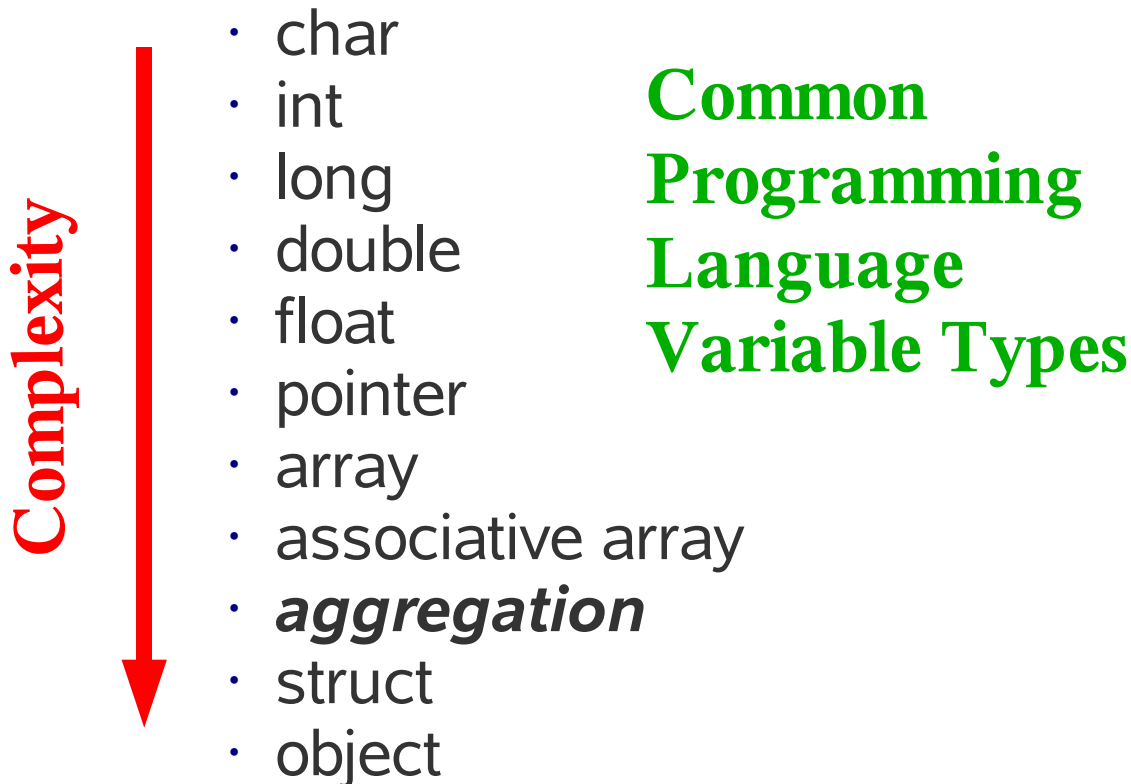 Complexity
· char
· int
· long
· double
· float
· pointer
· array
· associative array
· aggregation
· struct
· object
Common
Programming
Language
Variable Types